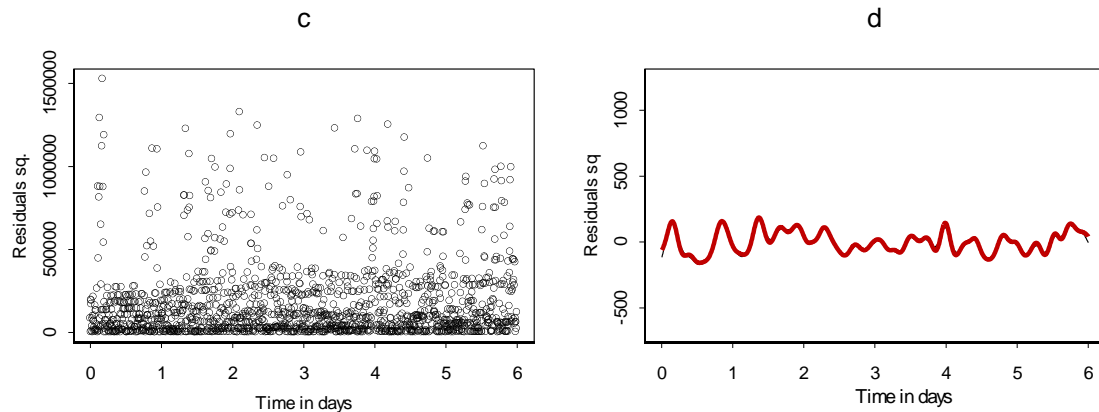 c
Residuals sq.
1500000
1000000
500000
0
0 1 2 3 4 5 6
Time in days
d
Residuals sq
1000
500
0
-500
0 1 2 3 4 5 6
Time in days